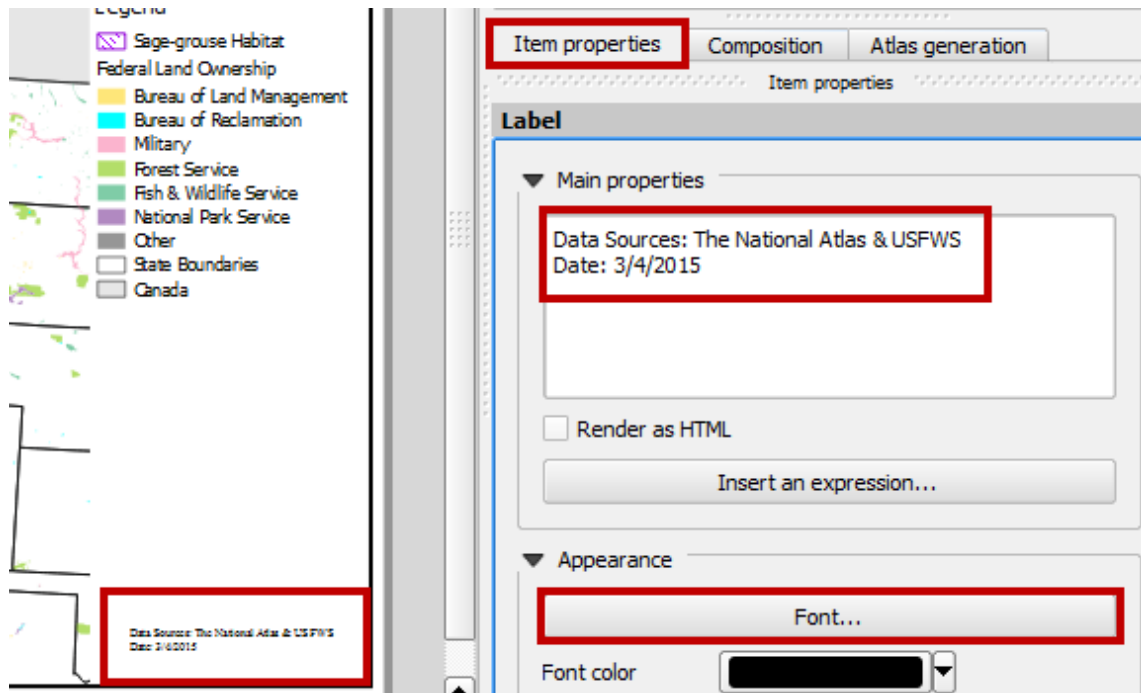 Legend
Sage-grouse Habitat
Federal Land Ownership
Bureau of Land Management
Bureau of Reclamation
Military
Forest Service
Fish & Wildlife Service
National Park Service
Other
State Boundaries
Canada
Data Sources: The National Atlas & USFWS
Date: 3/4/2015
Item properties
Composition
Atlas generation
Item properties
Label
Main properties
Data Sources: The National Atlas & USFWS
Date: 3/4/2015
Render as HTML
Insert an expression...
Appearance
Font...
Font color